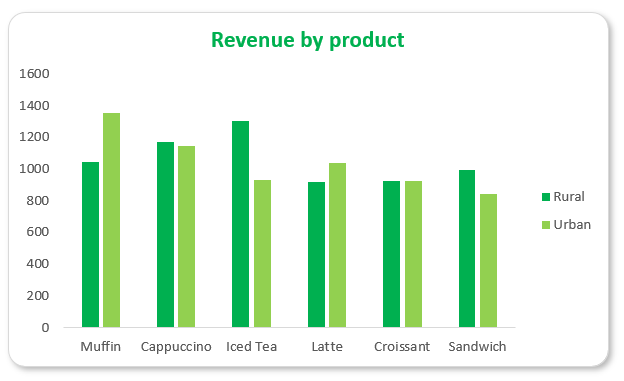 Revenue by product
1600
1400
1200
1000
800
600
400
200
0
Muffin Cappuccino Iced Tea Latte Croissant Sandwich
Rural
Urban